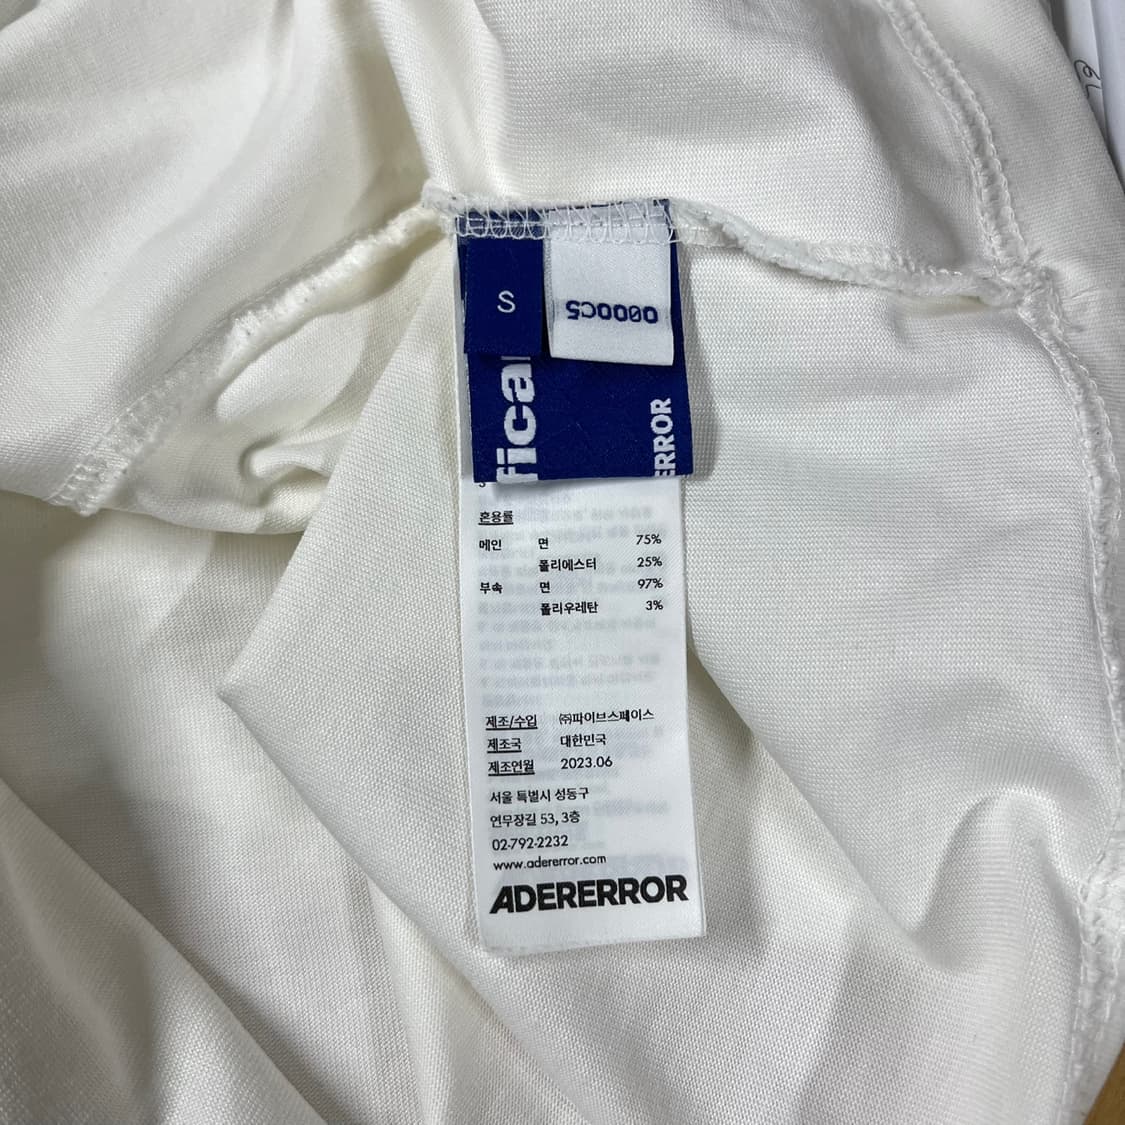 S
0000C5
fica
ERROR
혼용률
메인 면 75%
폴리에스터 25%
부속 면 97%
폴리우레탄 3%
제조/수입 ㈜파이브스페이스
제조국 대한민국
제조연월 2023.06
서울 특별시 성동구
연무장길 53, 3층
02-792-2232
www.adererror.com
ADERERROR